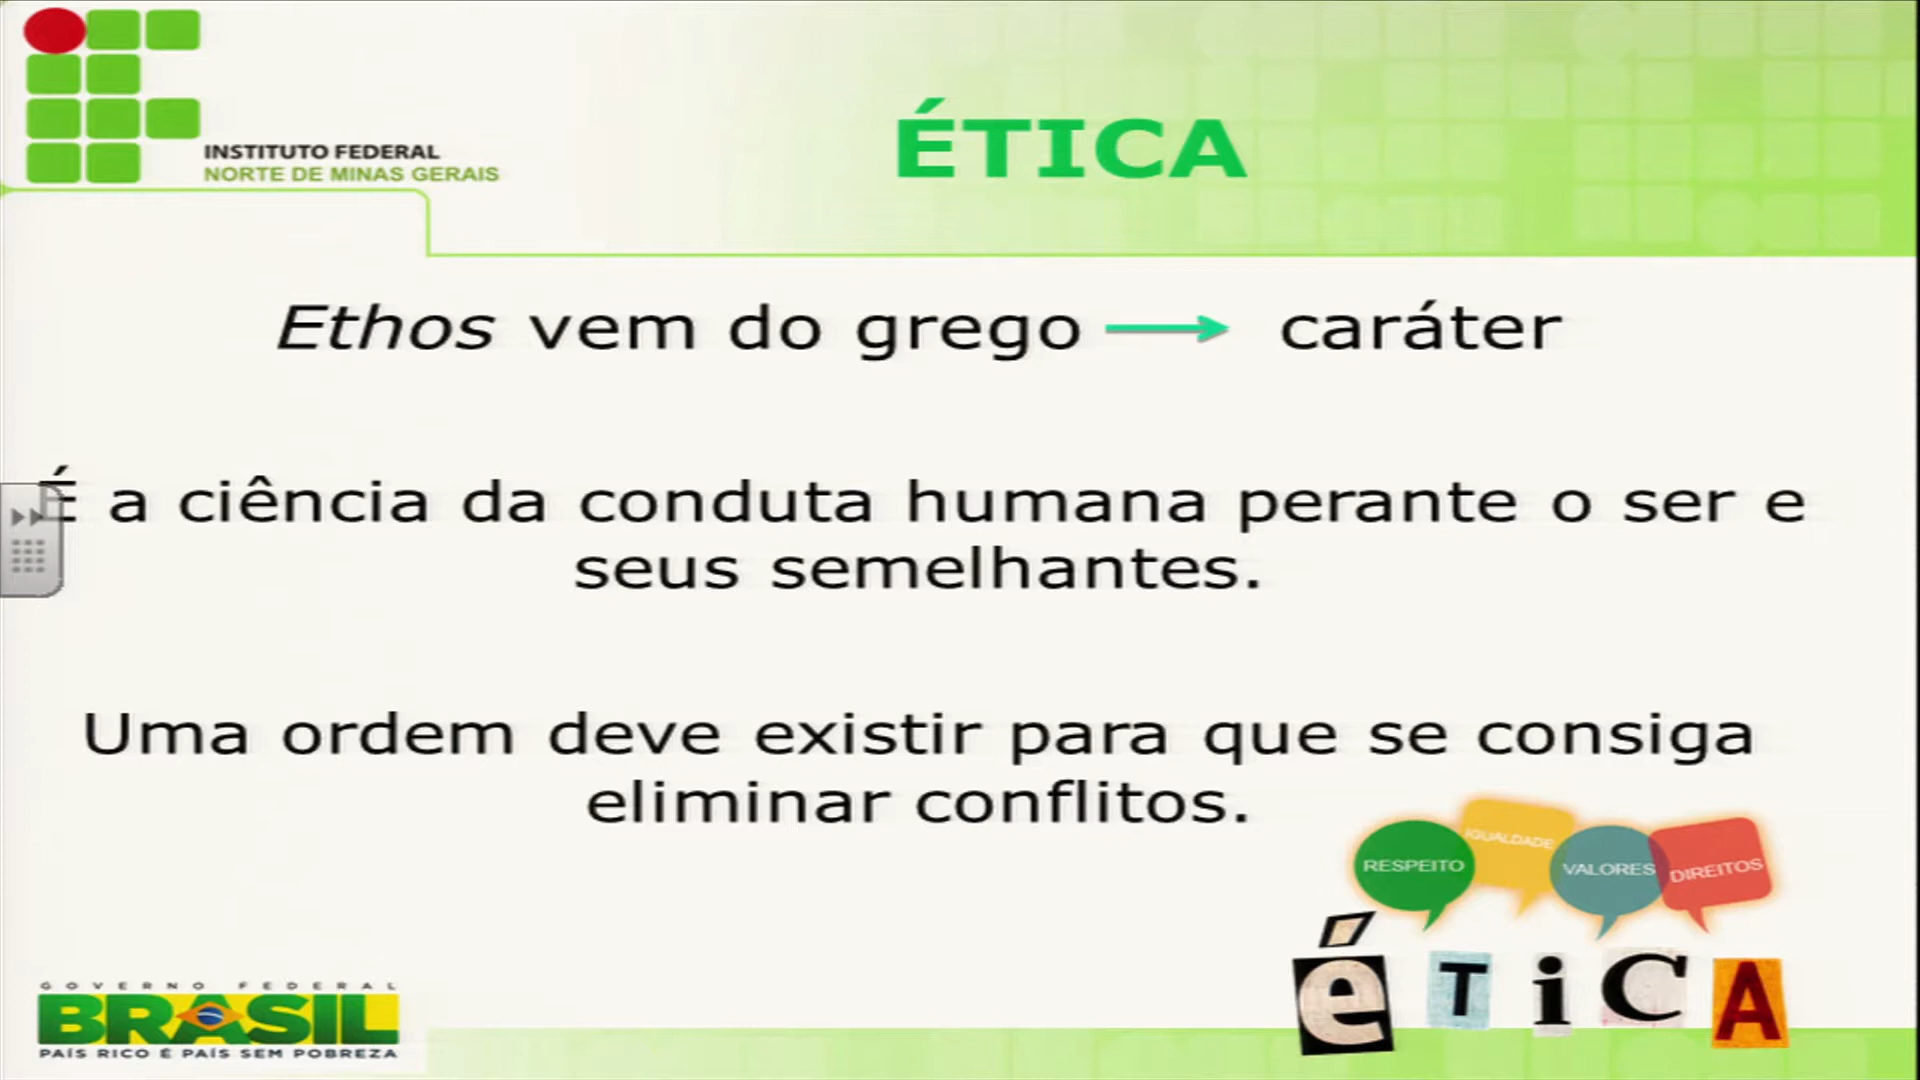 INSTITUTO FEDERAL
NORTE DE MINAS GERAIS
ÉTICA
Ethos vem do grego → caráter
É a ciência da conduta humana perante o ser e
seus semelhantes.
Uma ordem deve existir para que se consiga
eliminar conflitos.
RESPEITO
IGUALDADE
VALORES
DIREITOS
éTiCA
GOVERNO FEDERAL
BRASIL
PAÍS RICO É PAÍS SEM POBREZA